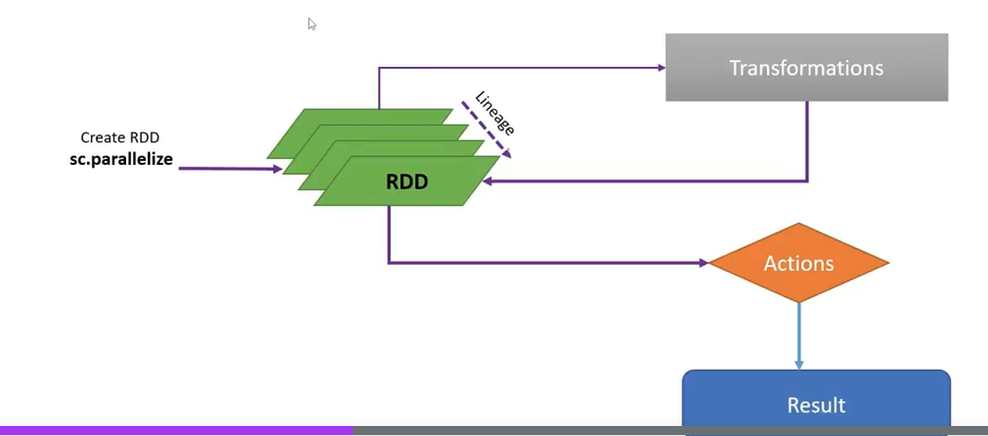 Transformations
Lineage
Create RDD
sc.parallelize
RDD
Actions
Result